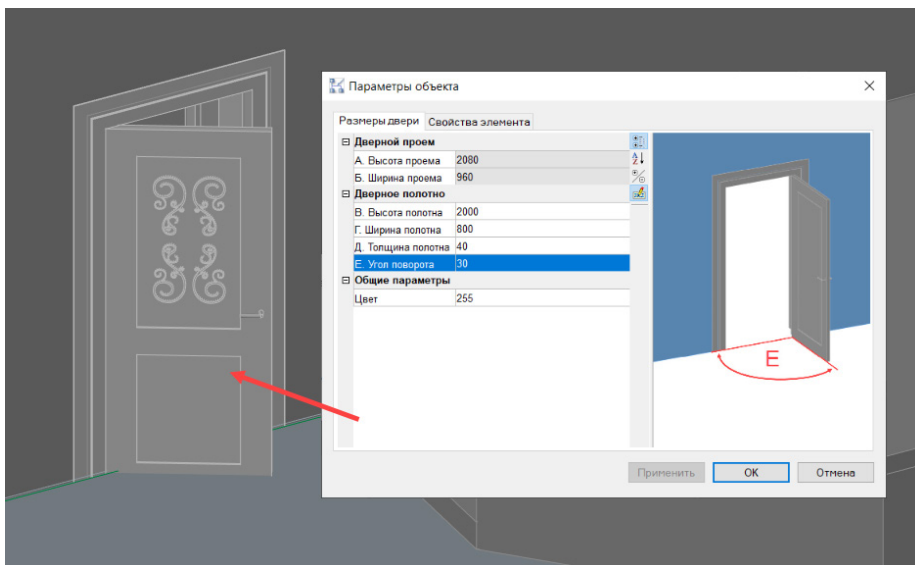 Параметры объекта
Размеры двери Свойства элемента
Дверной проем
А. Высота проема 2080
Б. Ширина проема 960
Дверное полотно
В. Высота полотна 2000
Г. Ширина полотна 800
Д. Толщина полотна 40
Е. Угол поворота 30
Общие параметры
Цвет 255
Е
Применить OK Отмена